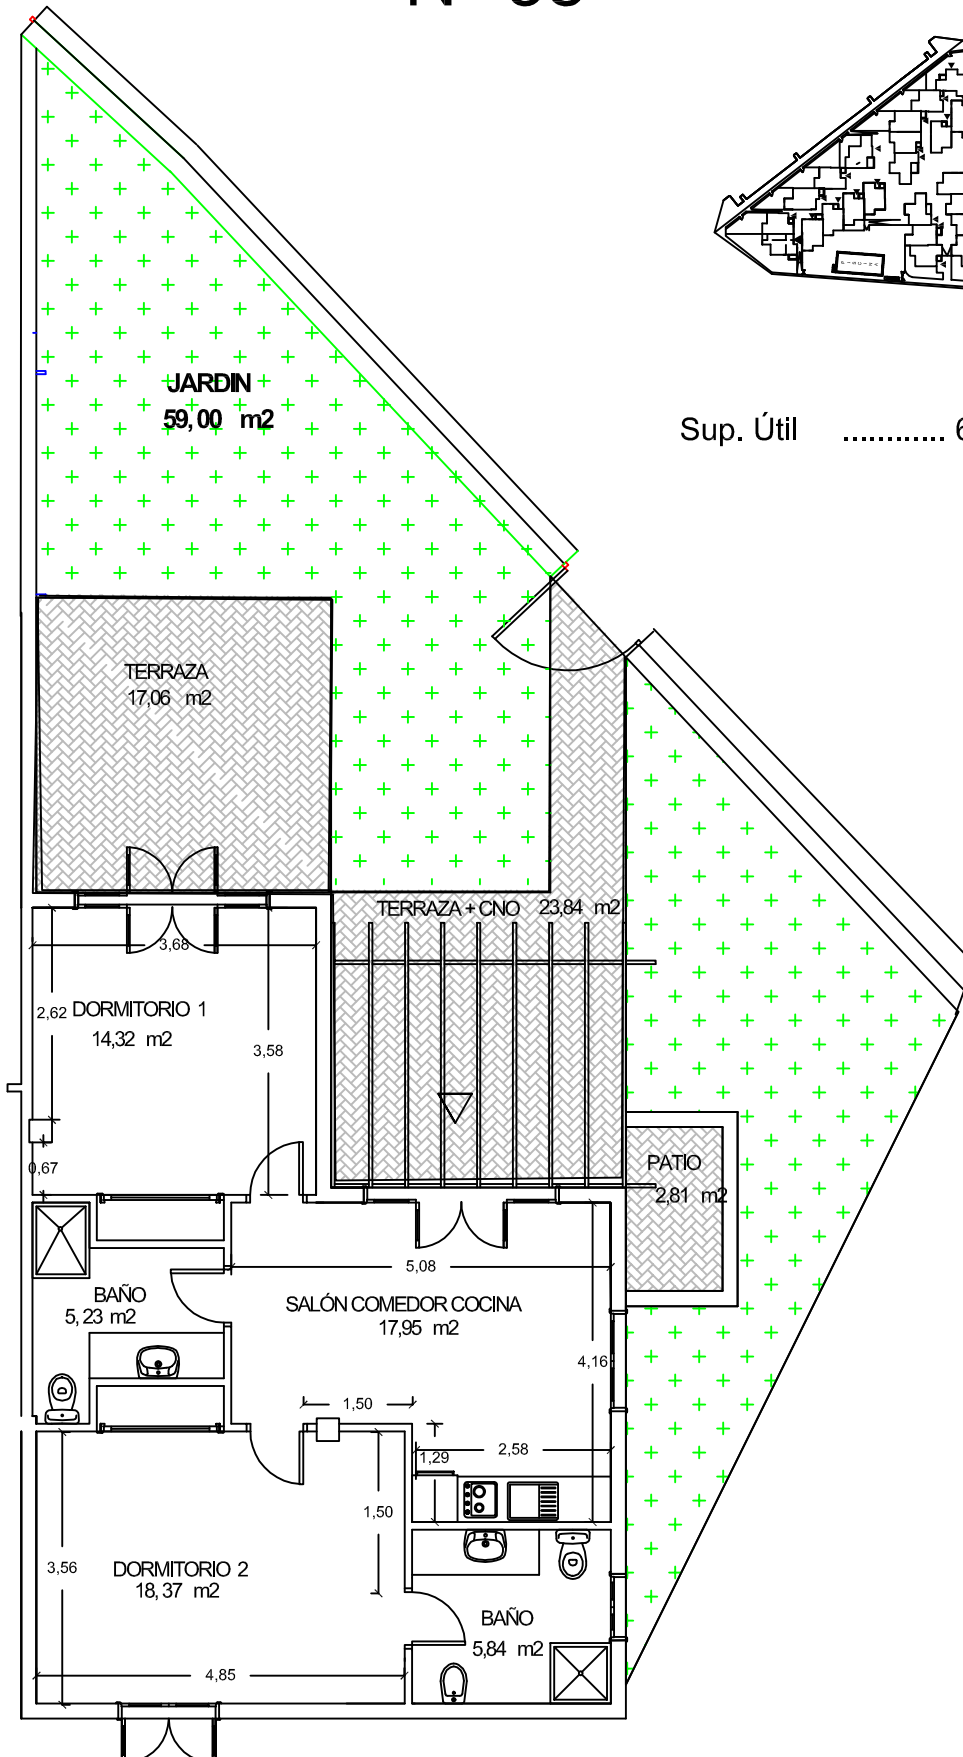 Sup. Útil ............ 6
JARDIN
59,00 m2
TERRAZA
17,06 m2
TERRAZA + CNO 23,84 m2
3,68
2,62
DORMITORIO 1
14,32 m2
3,58
0,67
PATIO
2,81 m2
5,08
BAÑO
5,23 m2
SALÓN COMEDOR COCINA
17,95 m2
4,16
1,50
2,58
1,29
1,50
3,56
DORMITORIO 2
18,37 m2
BAÑO
5,84 m2
4,85